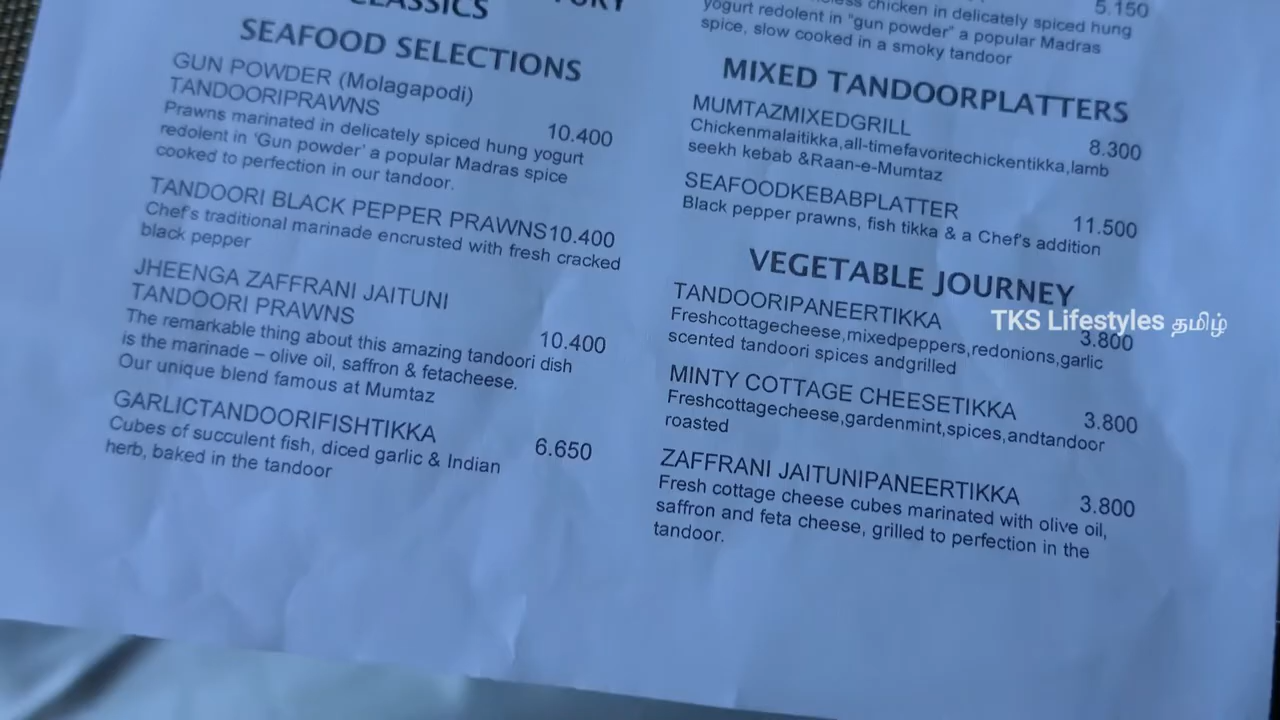 CLASSICS
SEAFOOD SELECTIONS
GUN POWDER (Molagapodi)
TANDOORIPRAWNS 10.400
Prawns marinated in delicately spiced hung yogurt
redolent in ‘Gun powder’ a popular Madras spice
cooked to perfection in our tandoor.
TANDOORI BLACK PEPPER PRAWNS10.400
Chef's traditional marinade encrusted with fresh cracked
black pepper
JHEENGA ZAFFRANI JAITUNI
TANDOORI PRAWNS 10.400
The remarkable thing about this amazing tandoori dish
is the marinade – olive oil, saffron & fetacheese.
Our unique blend famous at Mumtaz
GARLICTANDOORIFISHTIKKA 6.650
Cubes of succulent fish, diced garlic & Indian
herb, baked in the tandoor
5.150
chicken in delicately spiced hung
yogurt redolent in "gun powder" a popular Madras
spice, slow cooked in a smoky tandoor
MIXED TANDOORPLATTERS
MUMTAZMIXEDGRILL 8.300
Chickenmalaitikka,all-timefavoritechickentikka,lamb
seekh kebab &Raan-e-Mumtaz
SEAFOODKEBABPLATTER 11.500
Black pepper prawns, fish tikka & a Chef's addition
VEGETABLE JOURNEY
TANDOORIPANEERTIKKA 3.800
Freshcottagecheese,mixedpeppers,redonions,garlic
scented tandoori spices andgrilled
MINTY COTTAGE CHEESETIKKA 3.800
Freshcottagecheese,gardenmint,spices,andtandoor
roasted
ZAFFRANI JAITUNIPANEERTIKKA 3.800
Fresh cottage cheese cubes marinated with olive oil,
saffron and feta cheese, grilled to perfection in the
tandoor.
TKS Lifestyles தமிழ்